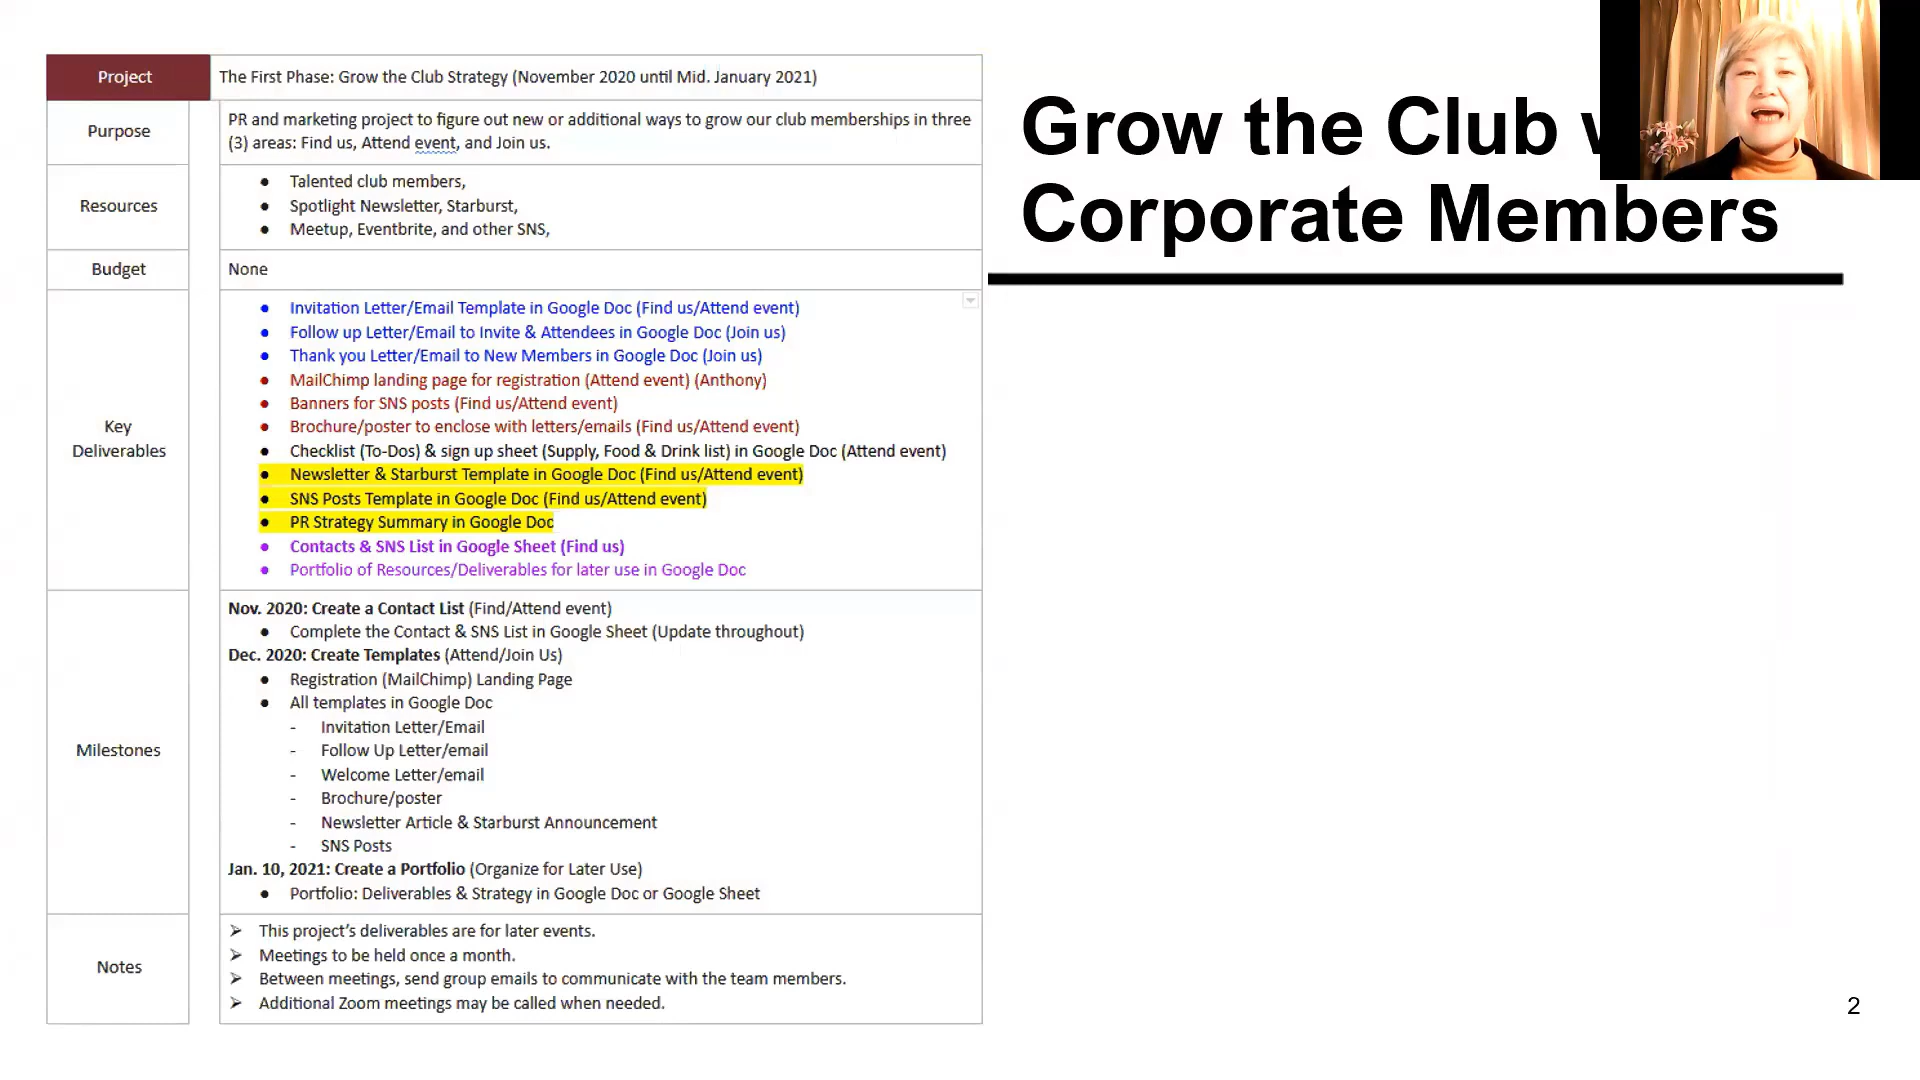 Project
The First Phase: Grow the Club Strategy (November 2020 until Mid. January 2021)
Purpose
PR and marketing project to figure out new or additional ways to grow our club memberships in three
(3) areas: Find us, Attend event, and Join us.
Resources
● Talented club members,
● Spotlight Newsletter, Starburst,
● Meetup, Eventbrite, and other SNS,
Budget
None
Key
Deliverables
● Invitation Letter/Email Template in Google Doc (Find us/Attend event)
● Follow up Letter/Email to Invite & Attendees in Google Doc (Join us)
● Thank you Letter/Email to New Members in Google Doc (Join us)
● MailChimp landing page for registration (Attend event) (Anthony)
● Banners for SNS posts (Find us/Attend event)
● Brochure/poster to enclose with letters/emails (Find us/Attend event)
● Checklist (To-Dos) & sign up sheet (Supply, Food & Drink list) in Google Doc (Attend event)
● Newsletter & Starburst Template in Google Doc (Find us/Attend event)
● SNS Posts Template in Google Doc (Find us/Attend event)
● PR Strategy Summary in Google Doc
● Contacts & SNS List in Google Sheet (Find us)
● Portfolio of Resources/Deliverables for later use in Google Doc
Milestones
Nov. 2020: Create a Contact List (Find/Attend event)
● Complete the Contact & SNS List in Google Sheet (Update throughout)
Dec. 2020: Create Templates (Attend/Join Us)
● Registration (MailChimp) Landing Page
● All templates in Google Doc
- Invitation Letter/Email
- Follow Up Letter/email
- Welcome Letter/email
- Brochure/poster
- Newsletter Article & Starburst Announcement
- SNS Posts
Jan. 10, 2021: Create a Portfolio (Organize for Later Use)
● Portfolio: Deliverables & Strategy in Google Doc or Google Sheet
Notes
➢ This project’s deliverables are for later events.
➢ Meetings to be held once a month.
➢ Between meetings, send group emails to communicate with the team members.
➢ Additional Zoom meetings may be called when needed.
Grow the Club
Corporate Members
2